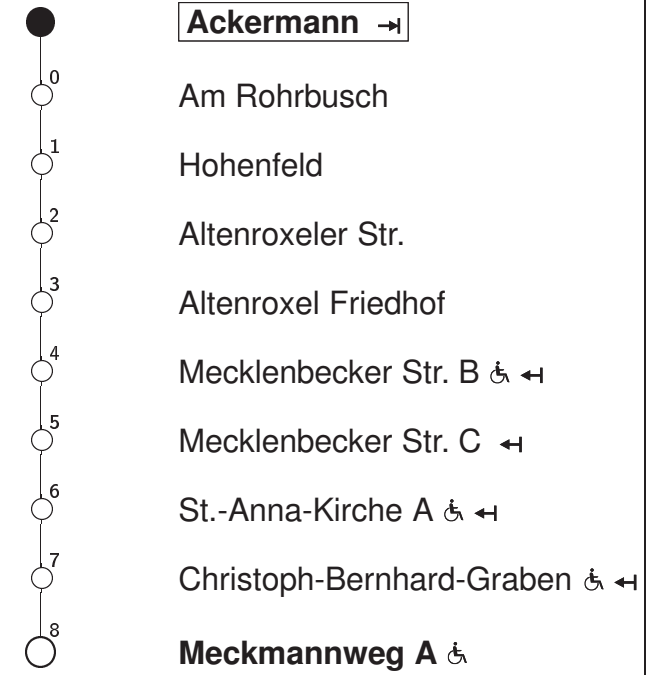 Ackermann
0
Am Rohrbusch
1
Hohenfeld
2
Altenroxeler Str.
3
Altenroxel Friedhof
4
Mecklenbecker Str. B
5
Mecklenbecker Str. C
6
St.-Anna-Kirche A
7
Christoph-Bernhard-Graben
8
Meckmannweg A